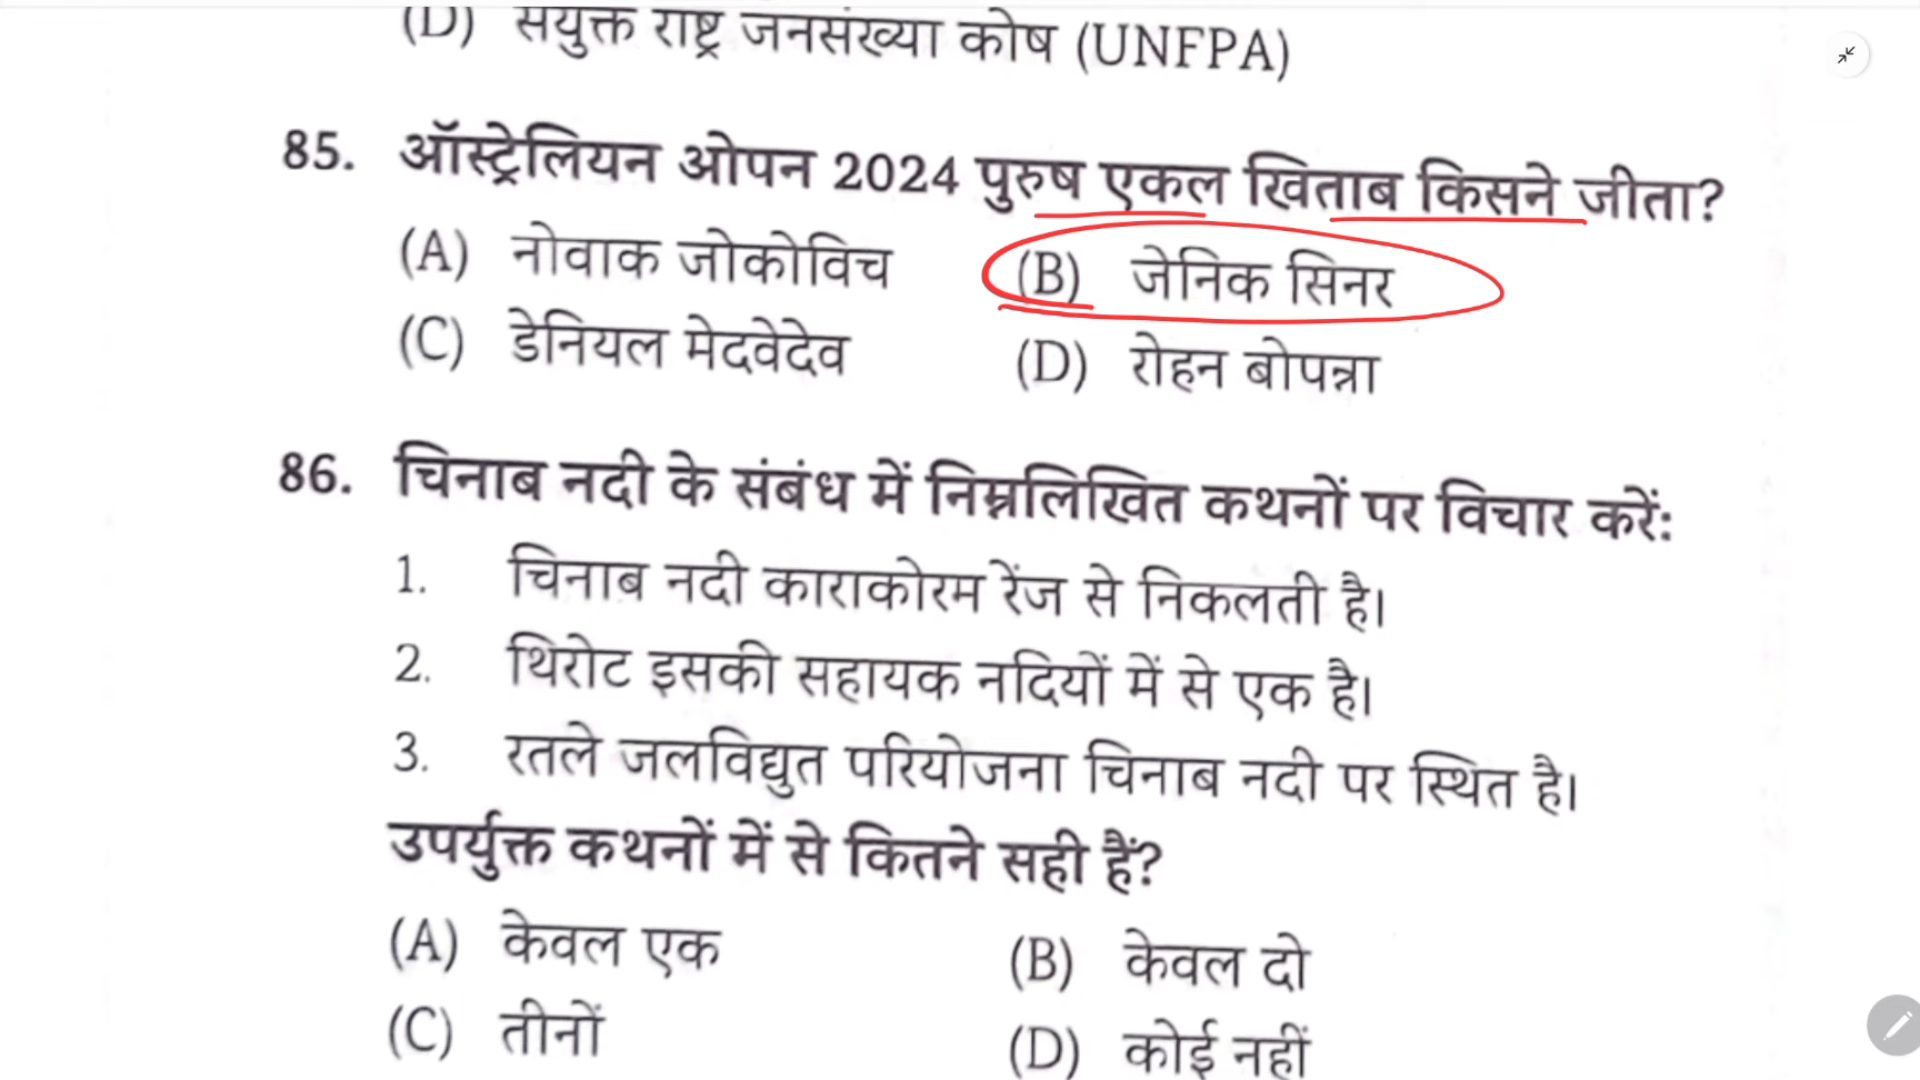 (D) संयुक्त राष्ट्र जनसंख्या कोष (UNFPA)
85. ऑस्ट्रेलियन ओपन 2024 पुरुष एकल खिताब किसने जीता?
(A) नोवाक जोकोविच (B) जेनिक सिनर
(C) डेनियल मेदवेदेव (D) रोहन बोपन्ना
86. चिनाब नदी के संबंध में निम्नलिखित कथनों पर विचार करें:
1. चिनाब नदी काराकोरम रेंज से निकलती है।
2. थिरोट इसकी सहायक नदियों में से एक है।
3. रतले जलविद्युत परियोजना चिनाब नदी पर स्थित है।
उपर्युक्त कथनों में से कितने सही हैं?
(A) केवल एक (B) केवल दो
(C) तीनों (D) कोई नहीं